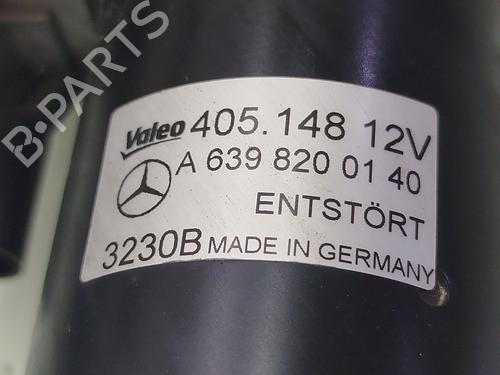 B-PARTS
Valeo 405.148 12V
A 639 820 01 40
ENTSTÖRT
3230B MADE IN GERMANY